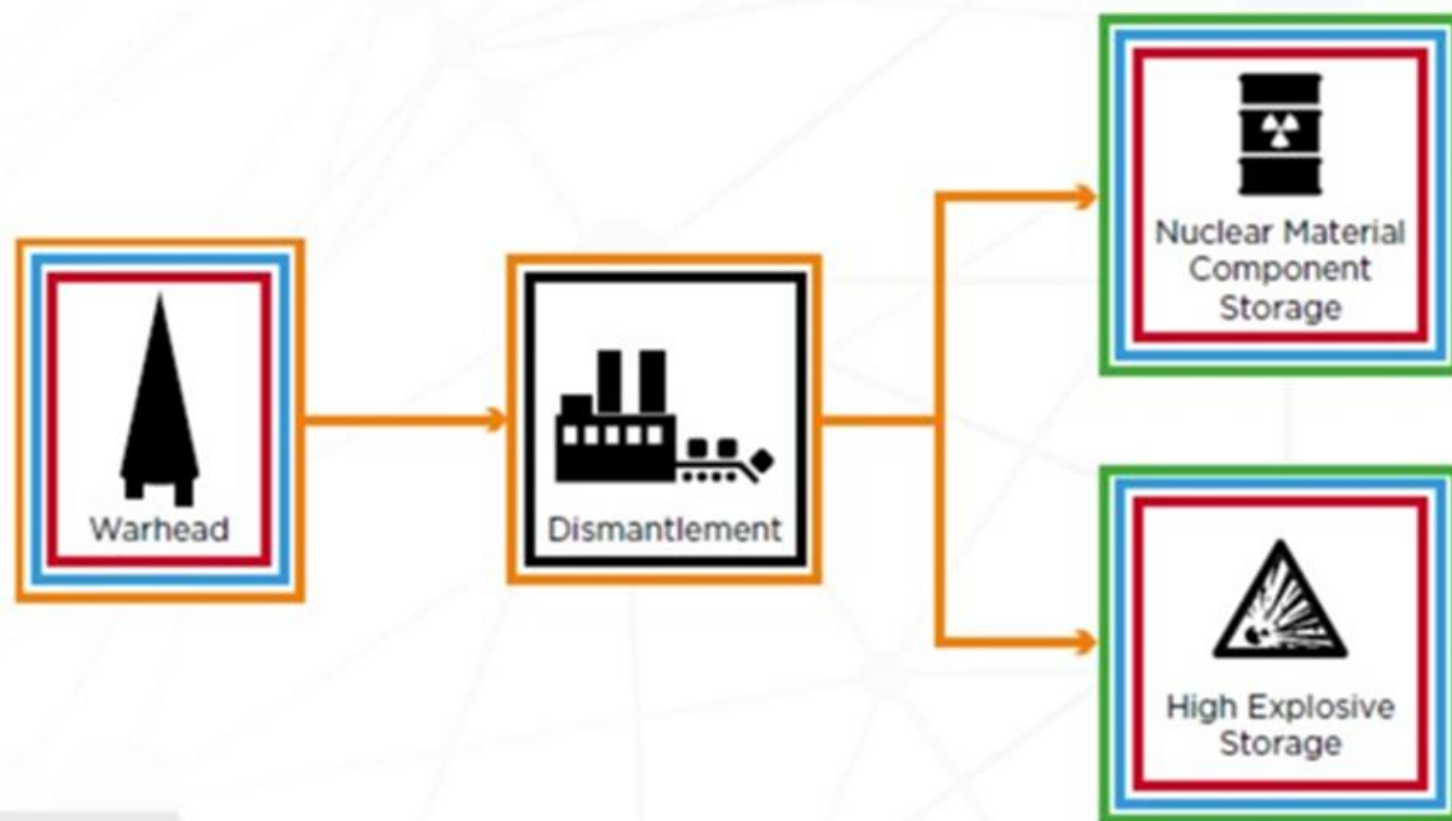 Warhead
Dismantlement
Nuclear Material
Component
Storage
High Explosive
Storage